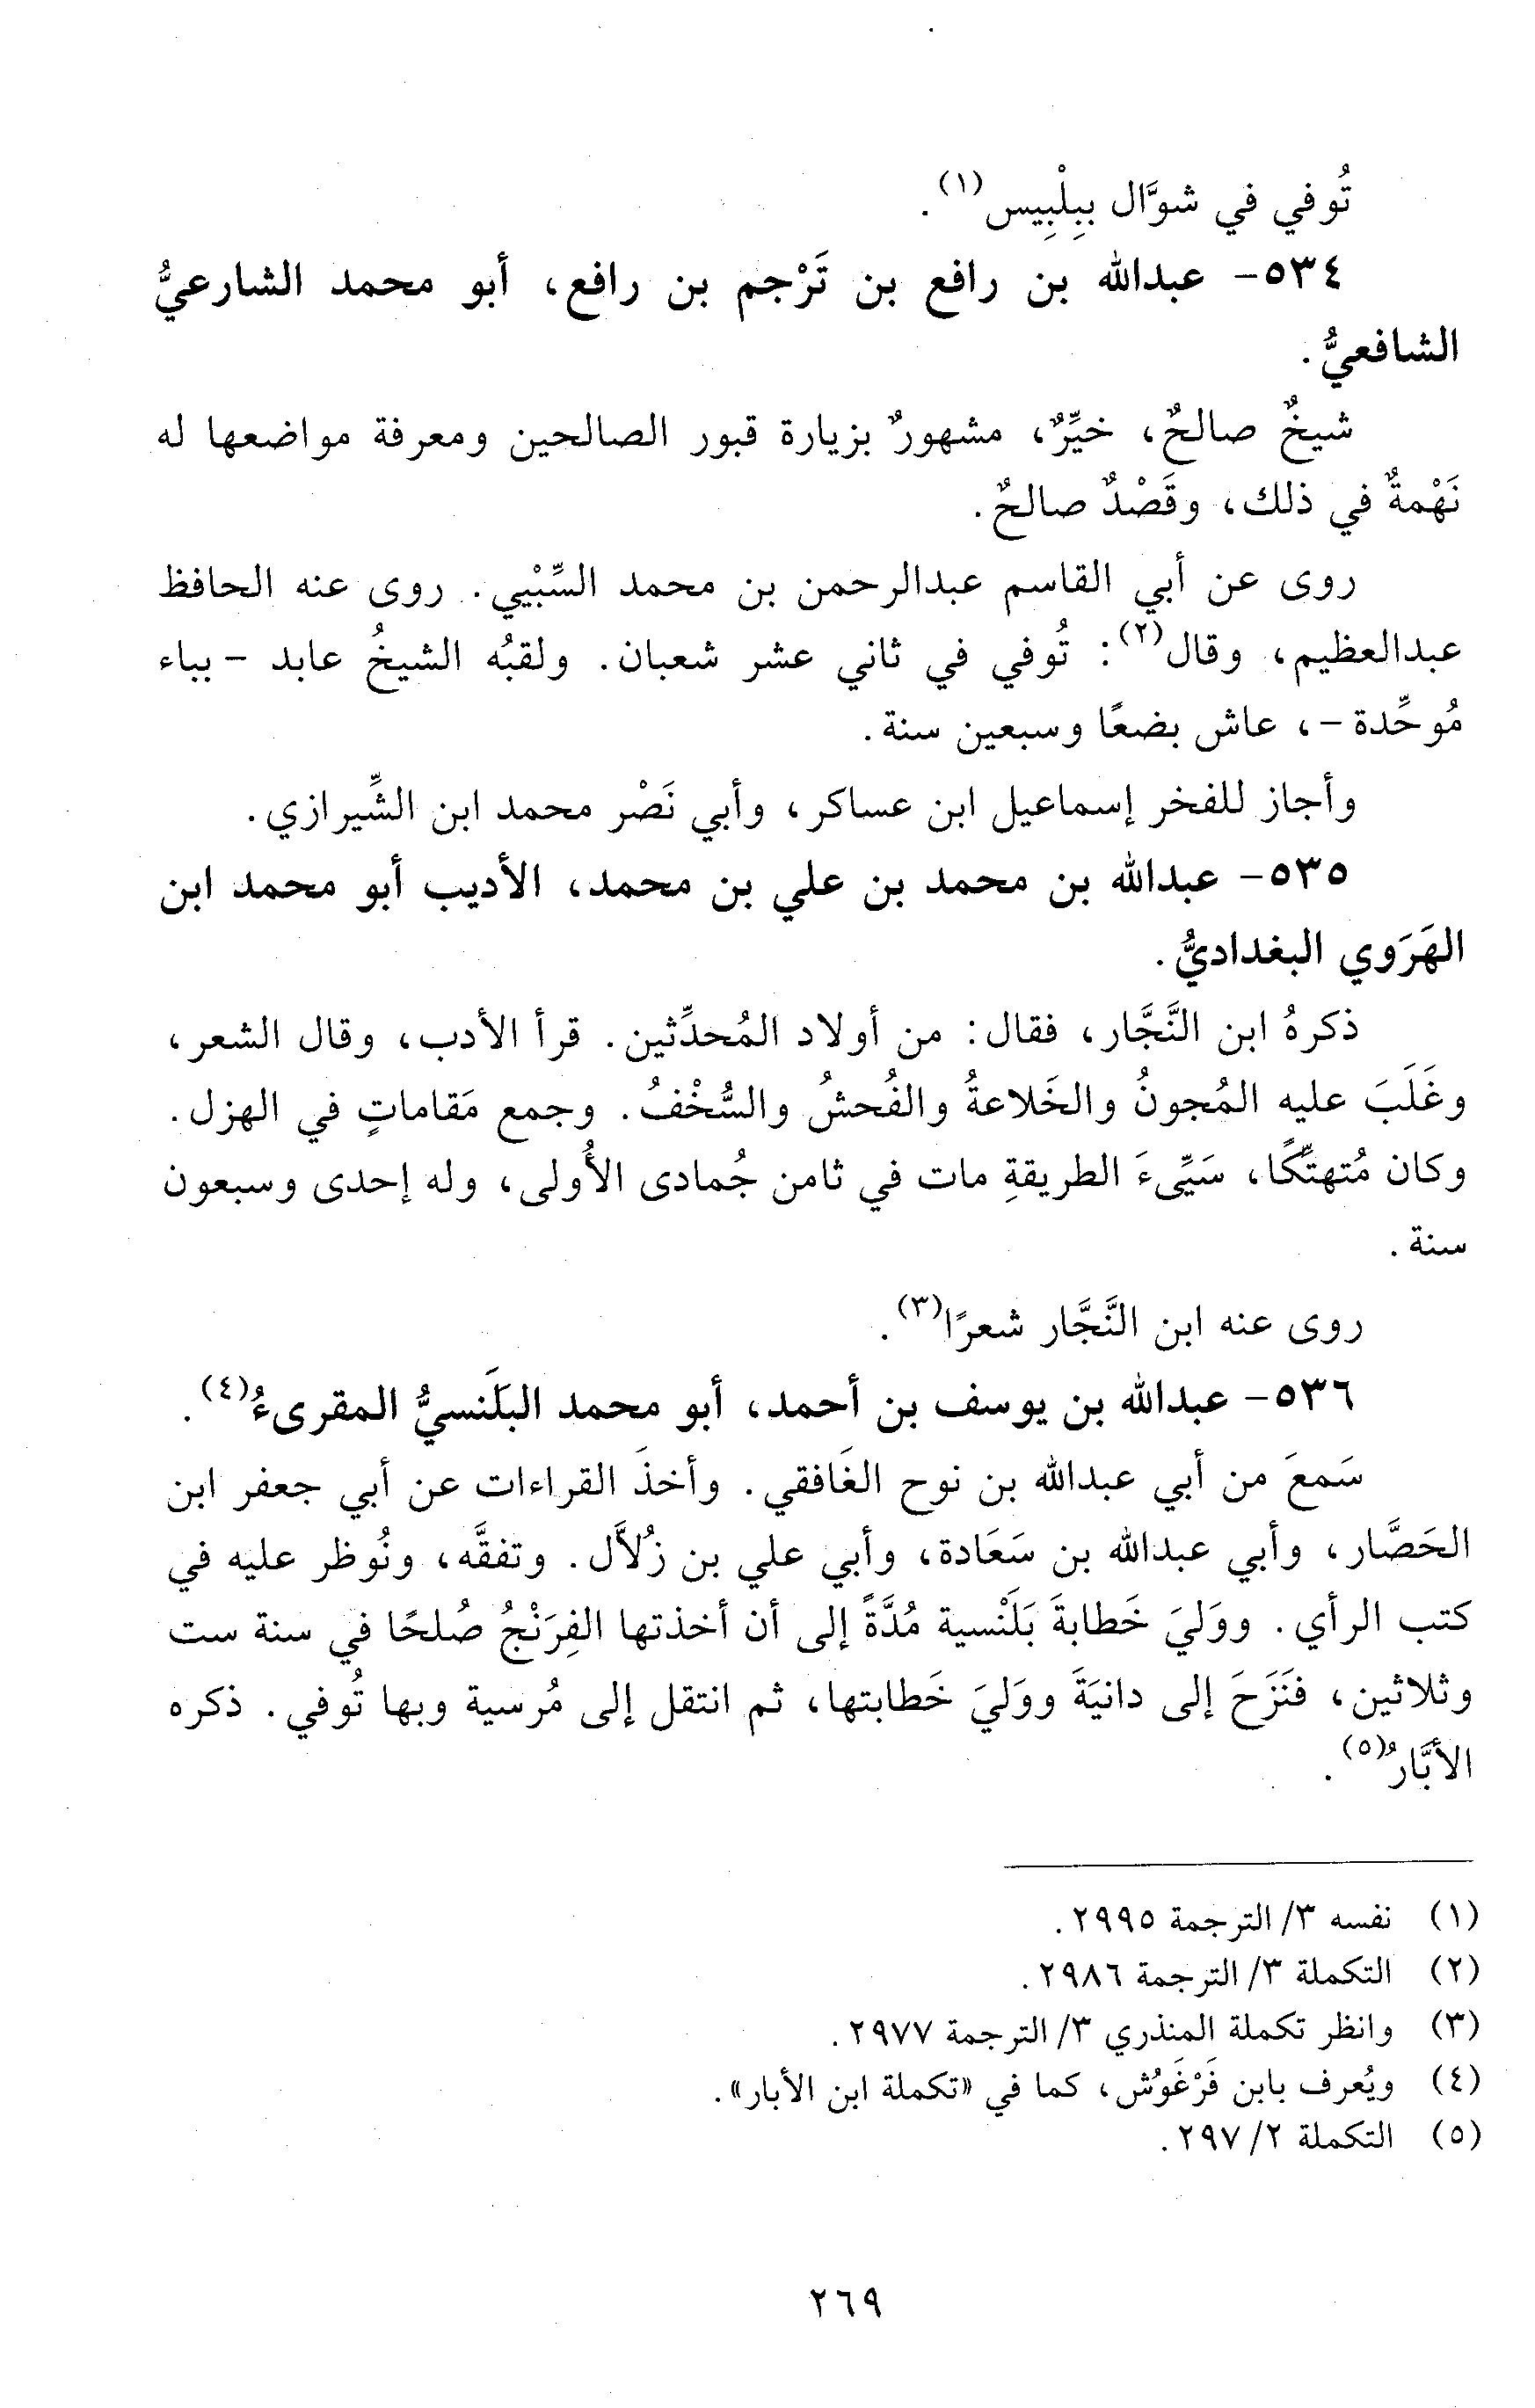 تُوفي في شوَّال ببِلْبِيس(١).
٥٣٤- عبدالله بن رافع بن تَرْجم بن رافع، أبو محمد الشارعيُّ
الشافعيُّ.
شيخٌ صالحٌ، خيِّرٌ، مشهورٌ بزيارة قبور الصالحين ومعرفة مواضعها له
نَهْمةٌ في ذلك، وقَصْدٌ صالحٌ.
روى عن أبي القاسم عبدالرحمن بن محمد السِّبْيي. روى عنه الحافظ
عبدالعظيم، وقال(٢): تُوفي في ثاني عشر شعبان. ولقبُه الشيخُ عابد - بباء
مُوحِّدة -، عاش بضعًا وسبعين سنة.
وأجاز للفخر إسماعيل ابن عساكر، وأبي نَصْر محمد ابن الشِّيرازي.
٥٣٥- عبدالله بن محمد بن علي بن محمد، الأديب أبو محمد ابن
الهَرَوي البغداديُّ.
ذكرهُ ابن النَّجَّار، فقال: من أولاد المُحدِّثين. قرأ الأدب، وقال الشعر،
وغَلَبَ عليه المُجونُ والخَلاعةُ والفُحشُ والسُّخْفُ. وجمع مَقاماتٍ في الهزل.
وكان مُتهتِّكًا، سَيِّىءَ الطريقةِ مات في ثامن جُمادى الأُولى، وله إحدى وسبعون
سنة.
روى عنه ابن النَّجَّار شعرًا(٣).
٥٣٦- عبدالله بن يوسف بن أحمد، أبو محمد البلَنسيُّ المقرىءُ(٤).
سَمعَ من أبي عبدالله بن نوح الغَافقي. وأخذَ القراءات عن أبي جعفر ابن
الحَصَّار، وأبي عبدالله بن سَعَادة، وأبي علي بن زُلاَّل. وتفقَّه، ونُوظر عليه في
كتب الرأي. ووَليَ خَطابةَ بَلَنْسية مُدَّةً إلى أن أخذتها الفِرَنْجُ صُلحًا في سنة ست
وثلاثين، فنَزَحَ إلى دانيَةَ ووَليَ خَطابتها، ثم انتقل إلى مُرسية وبها تُوفي. ذكره
الأبَّارُ(٥).
(١) نفسه ٣/ الترجمة ٢٩٩٥.
(٢) التكملة ٣/ الترجمة ٢٩٨٦.
(٣) وانظر تكملة المنذري ٣/ الترجمة ٢٩٧٧.
(٤) ويُعرف بابن فَرْغَوُش، كما في «تكملة ابن الأبار».
(٥) التكملة ٢/ ٢٩٧.
٢٦٩